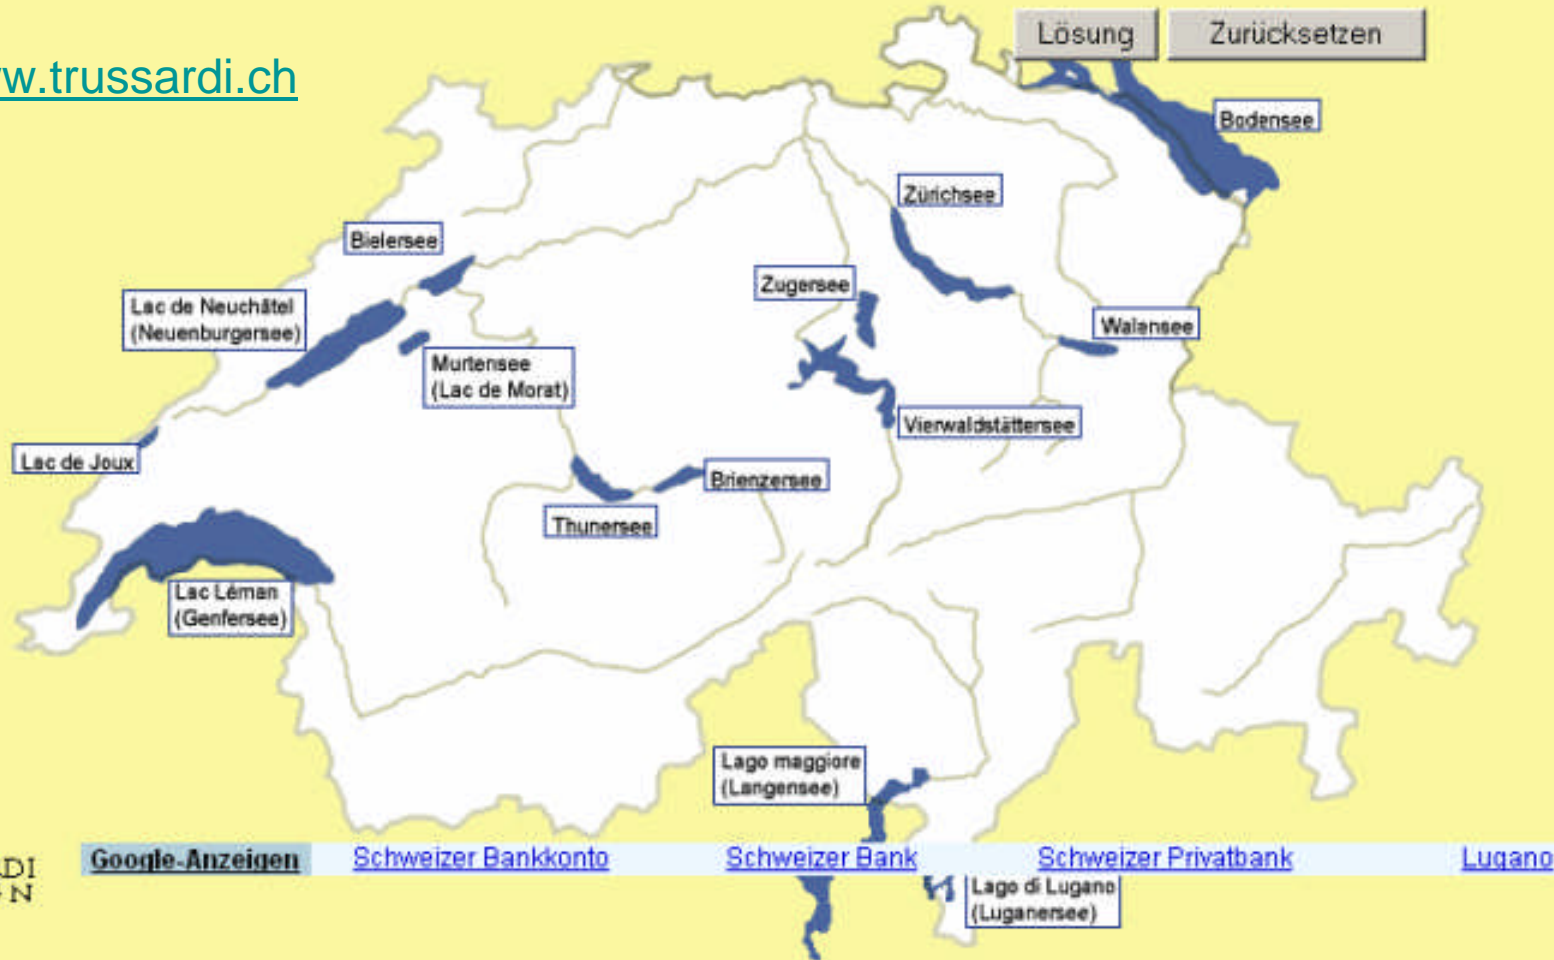 Lösung
Zurücksetzen
w.trussardi.ch
Bodensee
Zürichsee
Bielersee
Zugersee
Lac de Neuchâtel
(Neuenburgersee)
Walensee
Murtensee
(Lac de Morat)
Vierwaldstättersee
Lac de Joux
Brienzersee
Thunersee
Lac Léman
(Genfersee)
Lago maggiore
(Langensee)
DI
N
Google-Anzeigen
Schweizer Bankkonto
Schweizer Bank
Schweizer Privatbank
Lugano
Lago di Lugano
(Luganersee)